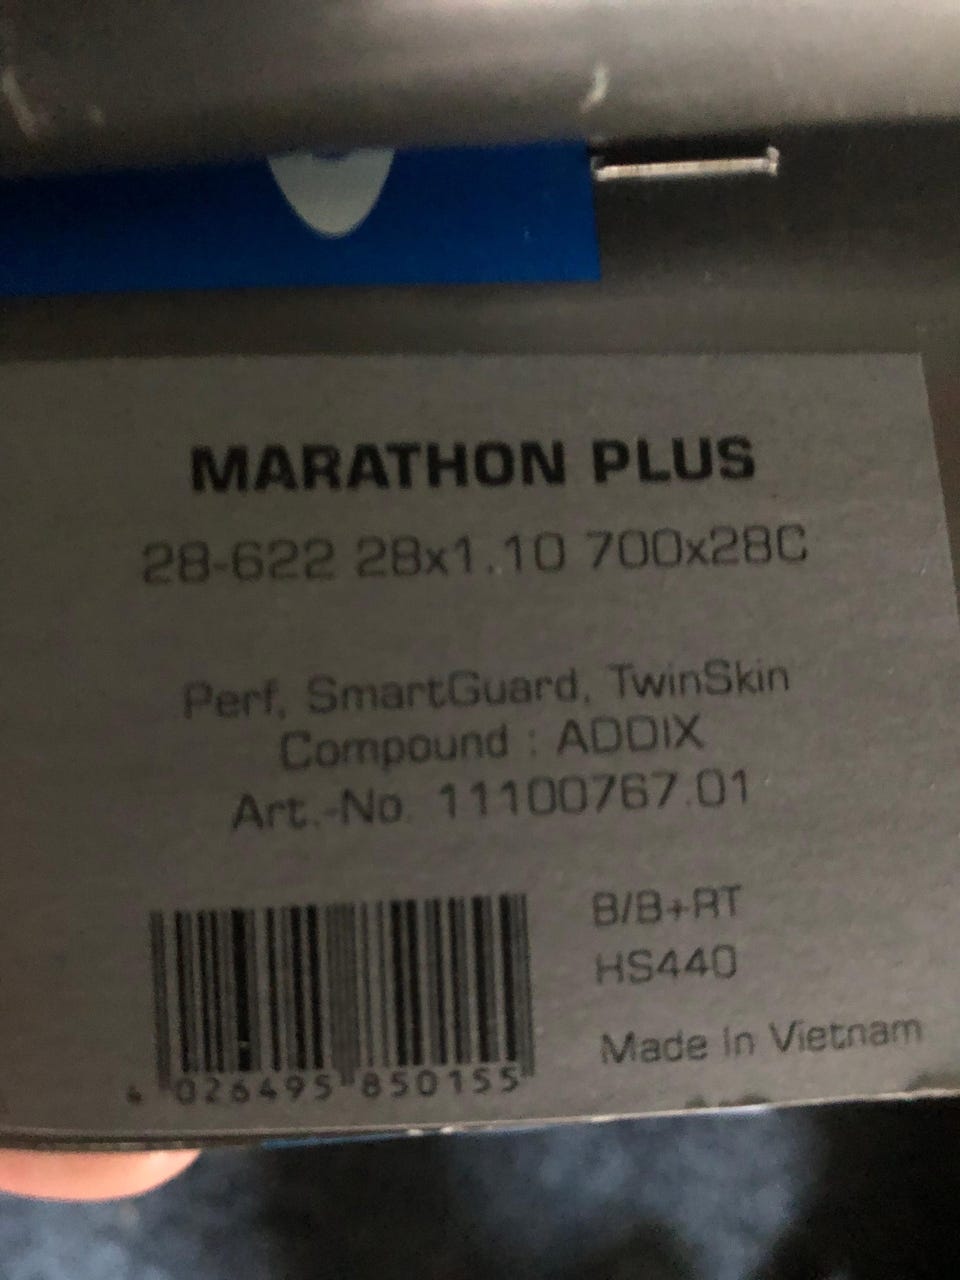 MARATHON PLUS
28-622 28x1.10 700x28C
Perf, SmartGuard, TwinSkin
Compound : ADDIX
Art.-No. 11100767.01
B/B+RT
HS440
Made in Vietnam
4 026495 850155